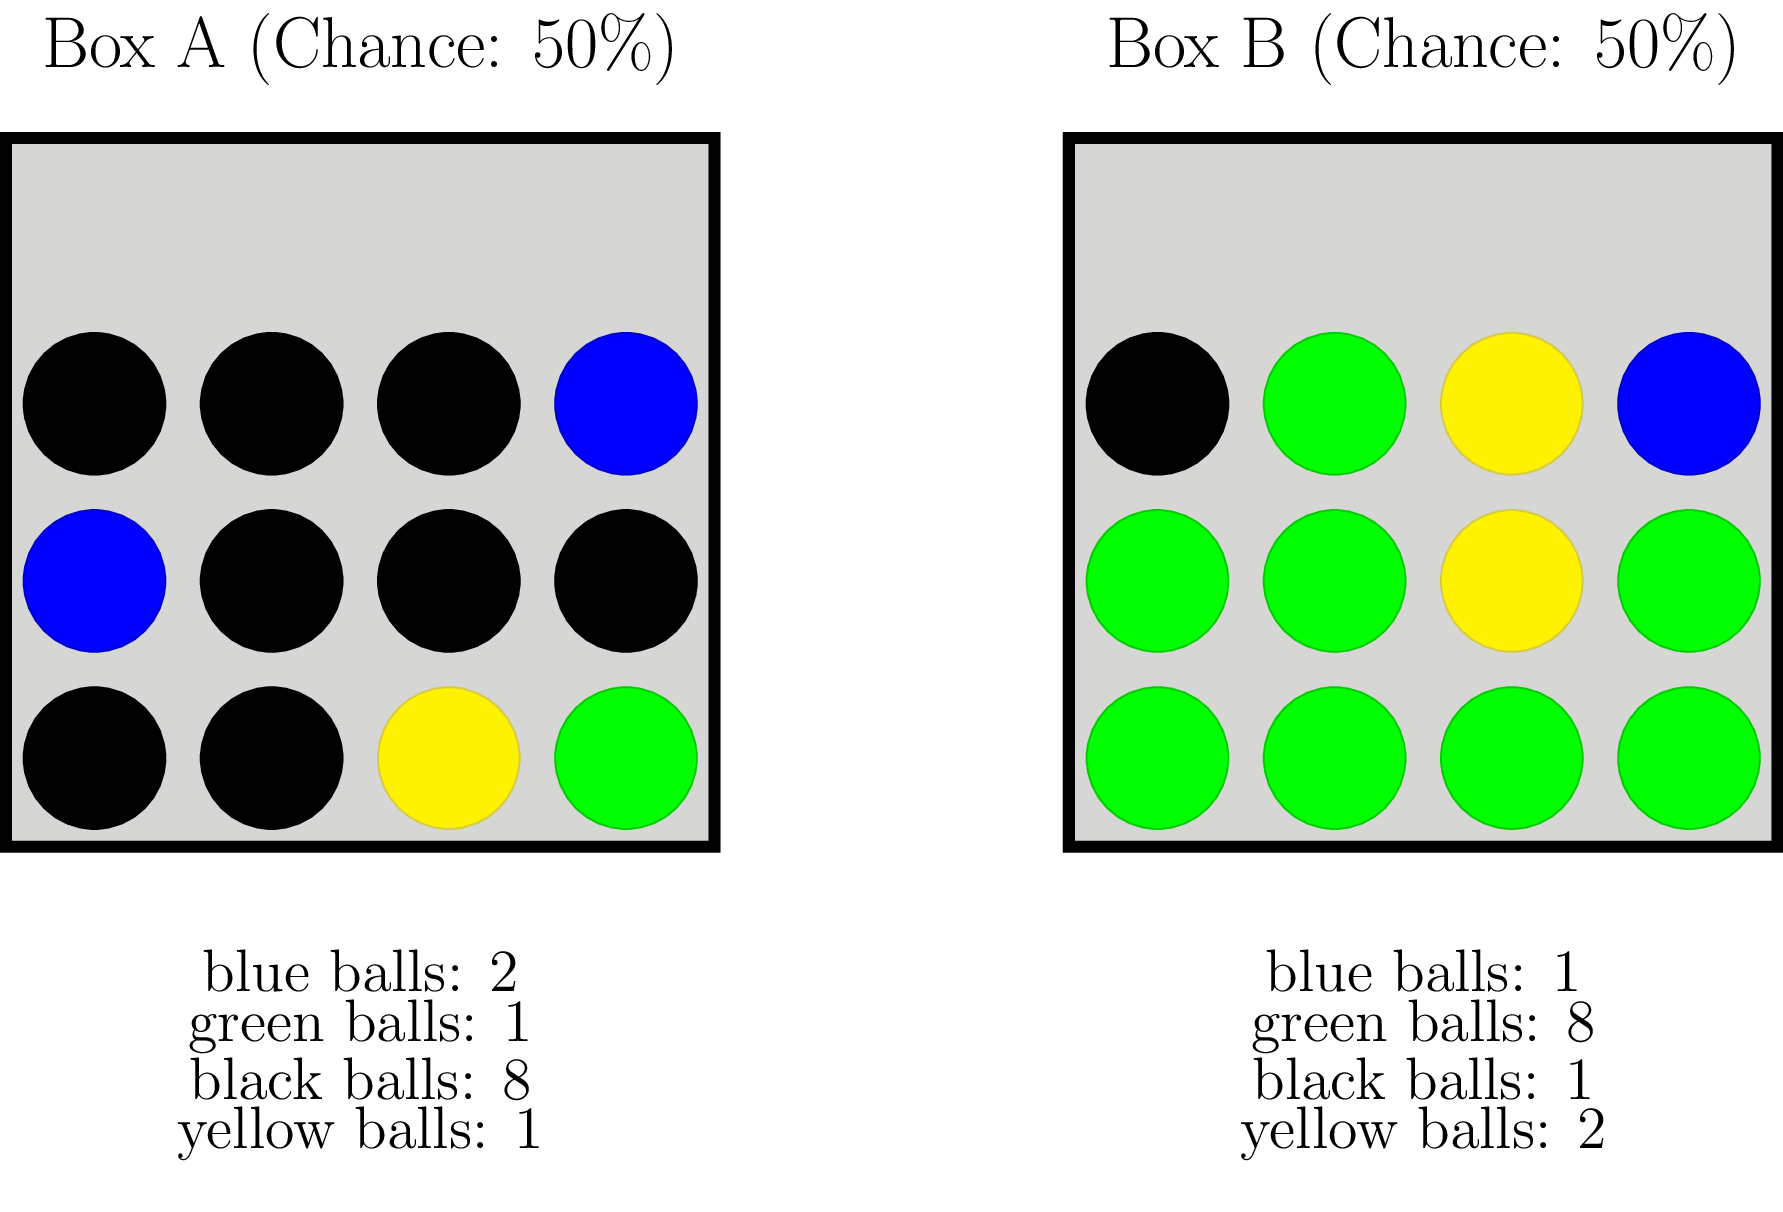 Box A (Chance: 50%)
Box B (Chance: 50%)
blue balls: 2
green balls: 1
black balls: 8
yellow balls: 1
blue balls: 1
green balls: 8
black balls: 1
yellow balls: 2